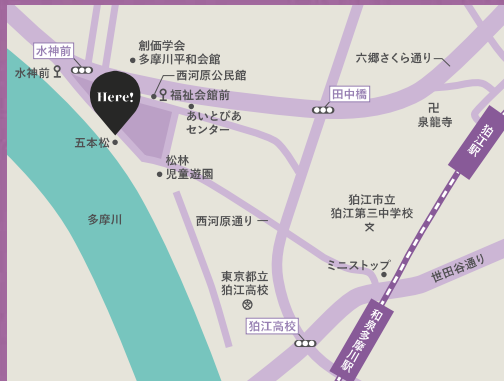 水神前
水神前
創価学会
多摩川平和会館
西河原公民館
福祉会館前
あいとぴあ
センター
Here!
五本松
松林
児童遊園
多摩川
西河原通り
六郷さくら通り
田中橋
卍
泉龍寺
狛江駅
狛江市立
狛江第三中学校
文
ミニストップ
世田谷通り
東京都立
狛江高校
狛江高校
和泉多摩川駅